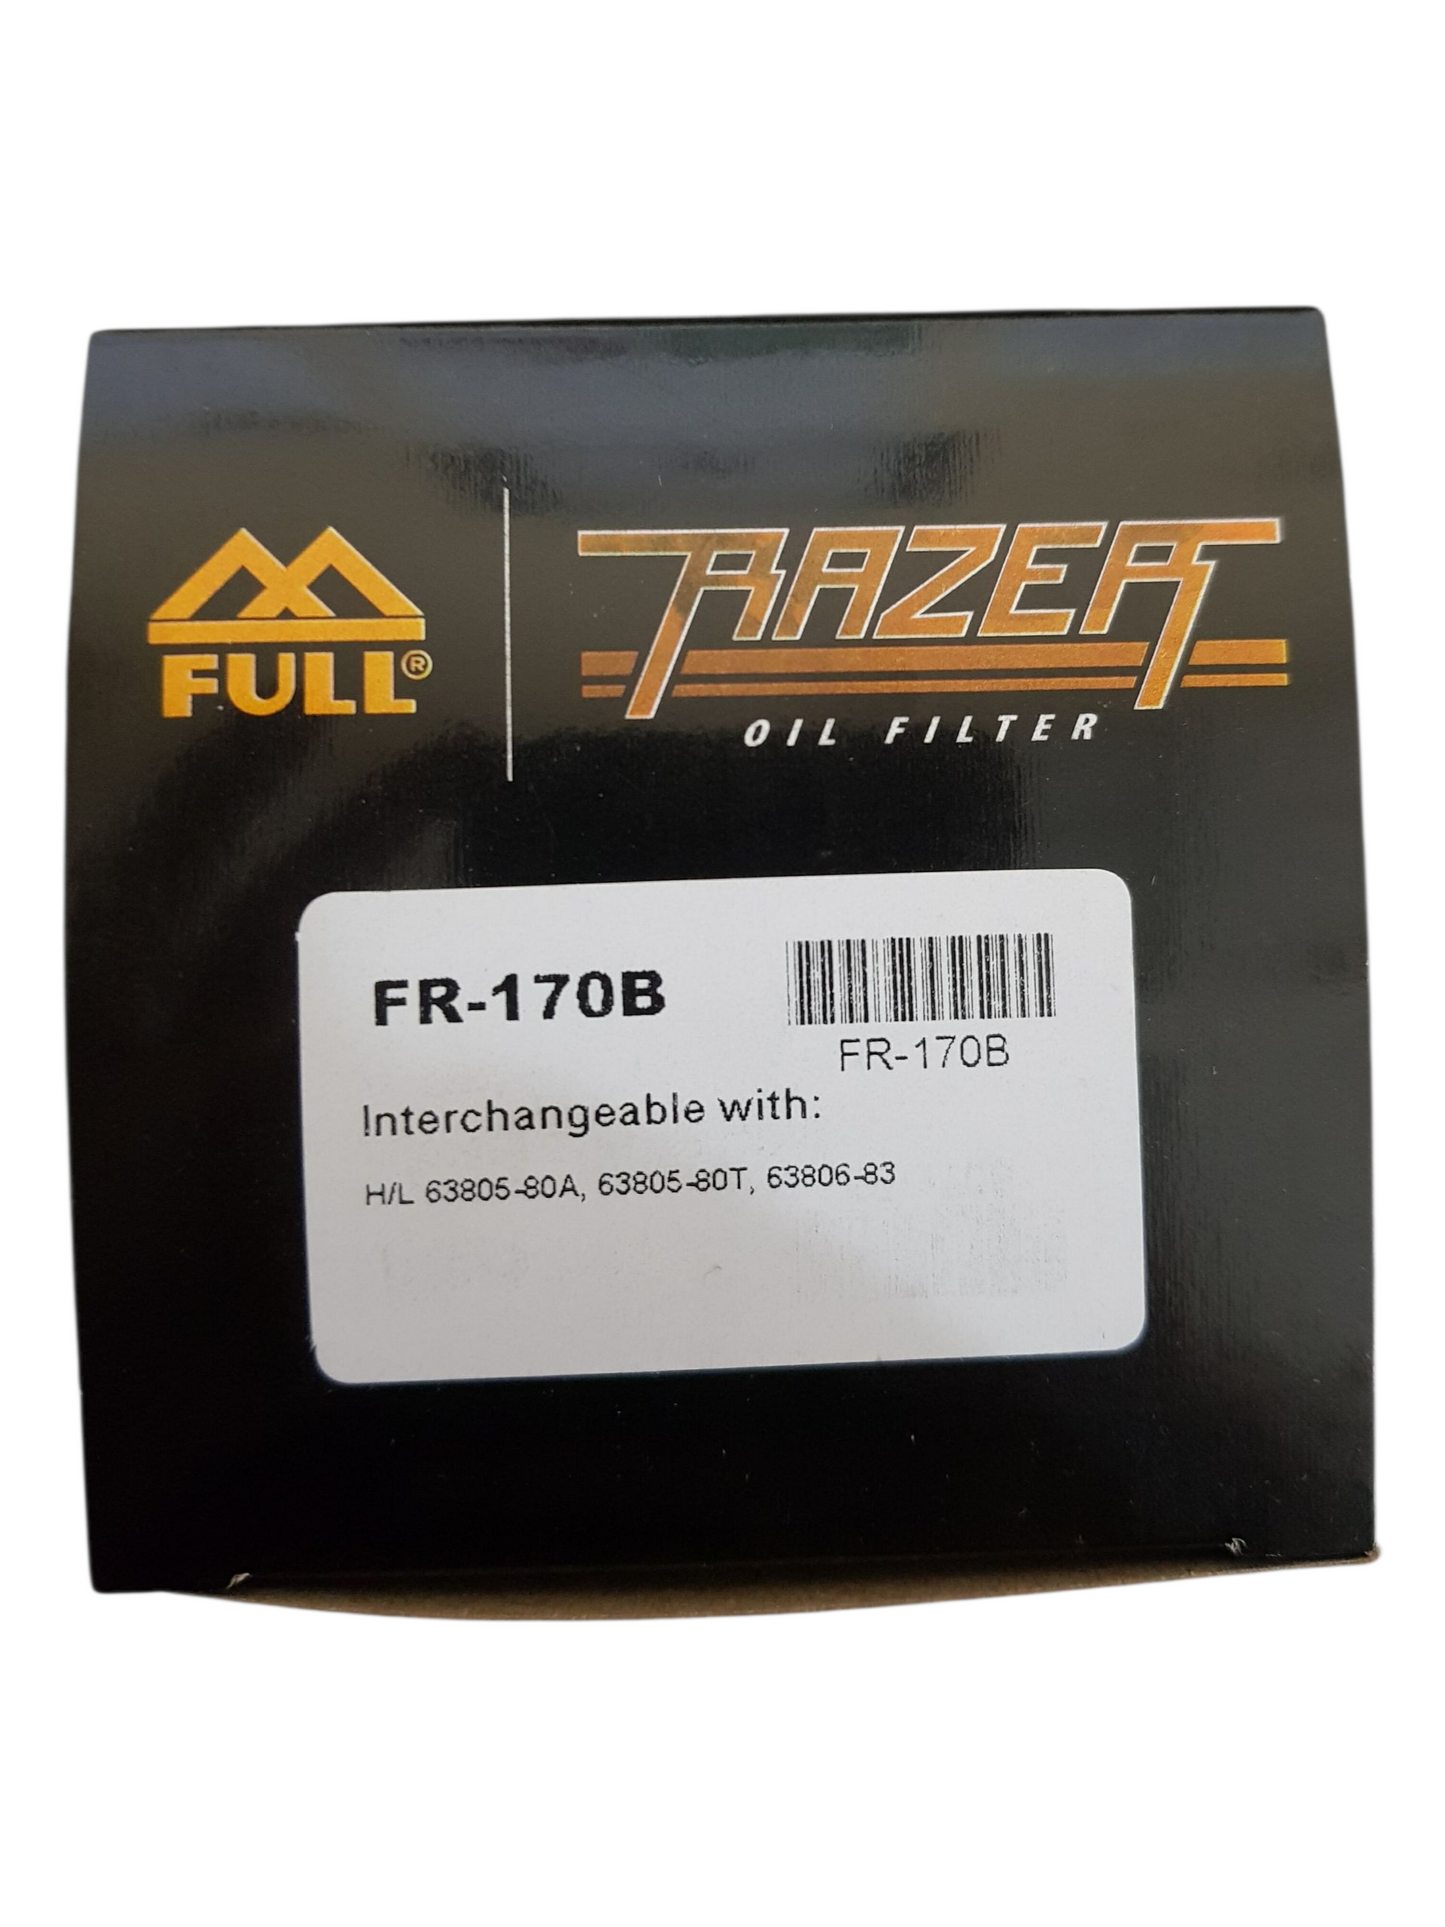 FULL®
RAZER
OIL FILTER
FR-170B
FR-170B
Interchangeable with:
H/L 63805-80A, 63805-80T, 63806-83